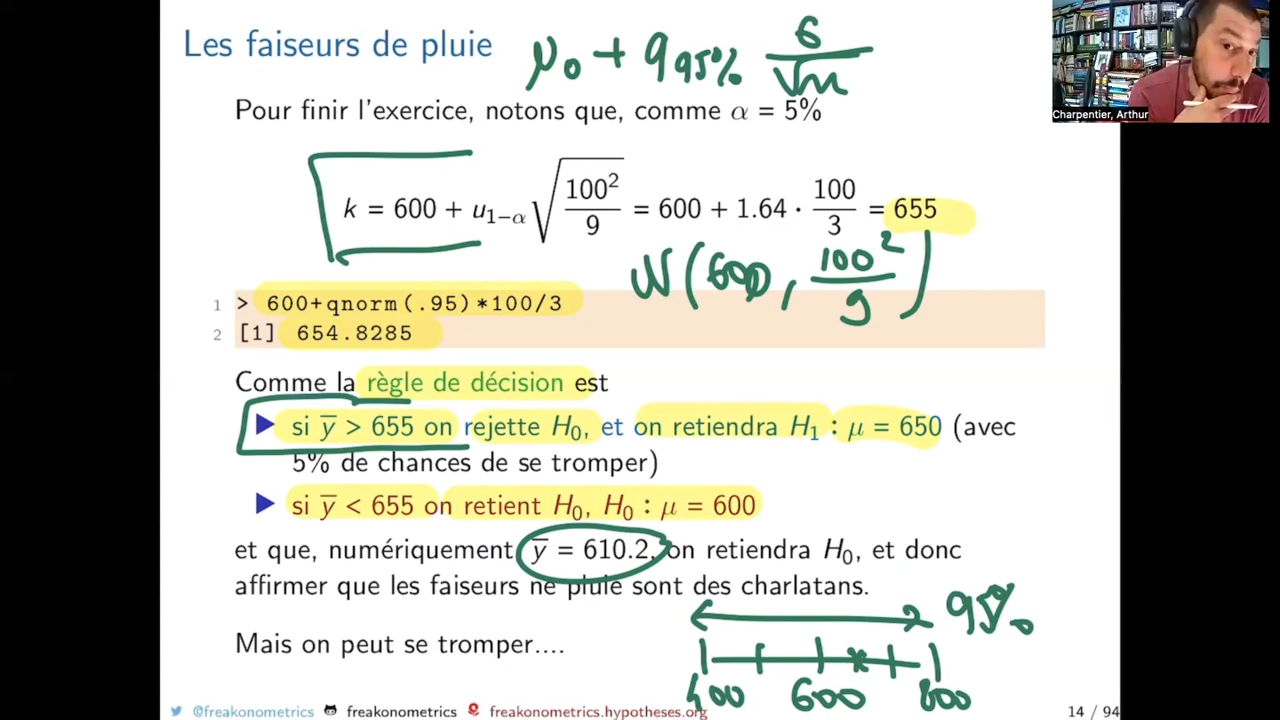 Les faiseurs de pluie
μ₀ + q95% σ/√n
Charpentier, Arthur
Pour finir l'exercice, notons que, comme α = 5%
k = 600 + u₁₋α √(100²/9) = 600 + 1.64 · 100/3 = 655
N(600, 100²/9)
1 > 600+qnorm(.95)*100/3
2 [1] 654.8285
Comme la règle de décision est
▶ si y̅ > 655 on rejette H₀, et on retiendra H₁ : μ = 650 (avec
5% de chances de se tromper)
▶ si y̅ < 655 on retient H₀, H₀ : μ = 600
et que, numériquement y̅ = 610.2, on retiendra H₀, et donc
affirmer que les faiseurs ne pluie sont des charlatans.
95%
Mais on peut se tromper....
400 600 800
@freakonometrics freakonometrics freakonometrics.hypotheses.org 14 / 94